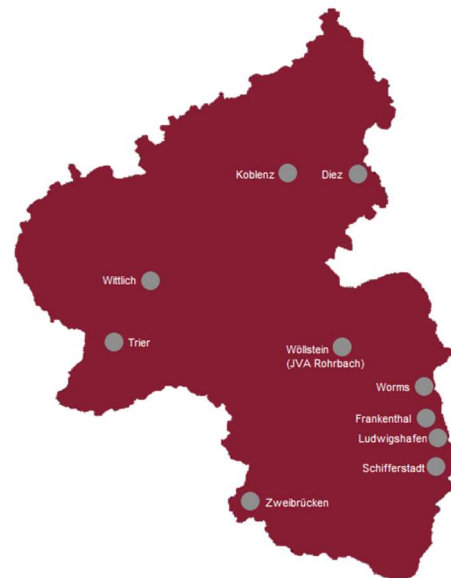 Koblenz
Diez
Wittlich
Trier
Wöllstein
(JVA Rohrbach)
Worms
Frankenthal
Ludwigshafen
Schifferstadt
Zweibrücken